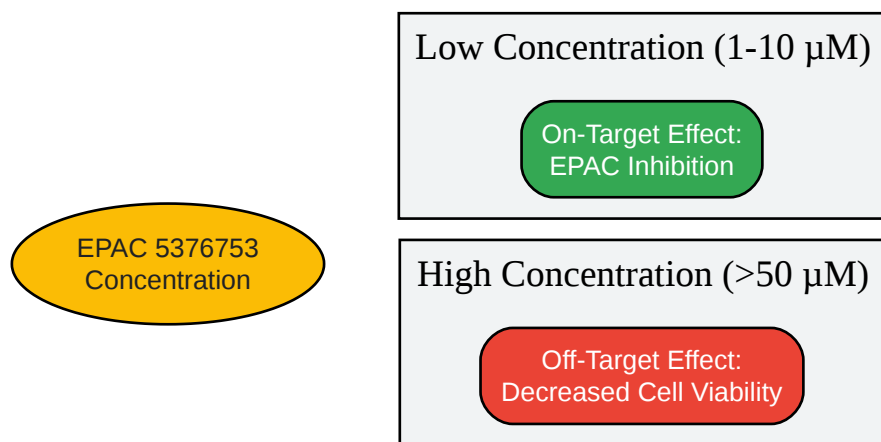 EPAC 5376753
Concentration
Low Concentration (1-10 µM)
On-Target Effect:
EPAC Inhibition
High Concentration (>50 µM)
Off-Target Effect:
Decreased Cell Viability